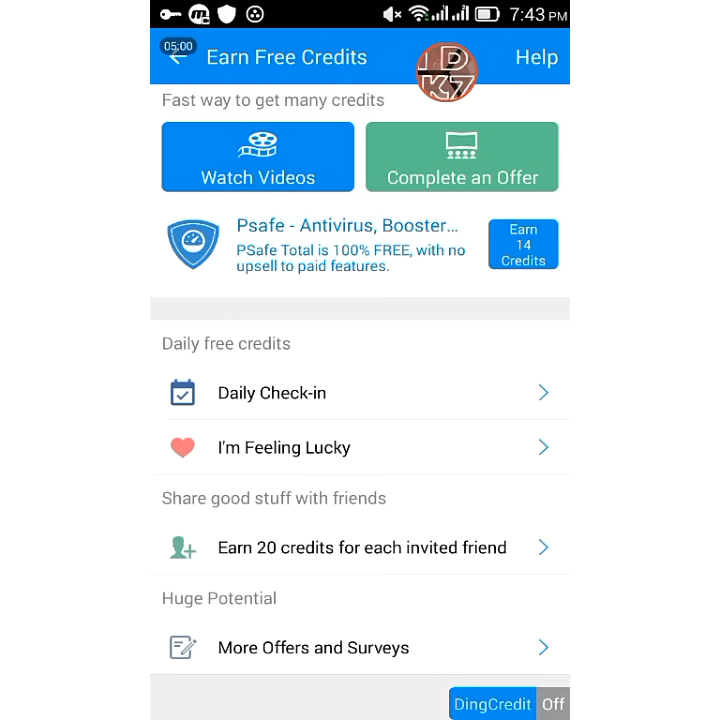 7:43 PM
05:00
Earn Free Credits
ID
K7
Help
Fast way to get many credits
Watch Videos
Complete an Offer
Psafe - Antivirus, Booster...
PSafe Total is 100% FREE, with no
upsell to paid features.
Earn
14
Credits
Daily free credits
Daily Check-in
I'm Feeling Lucky
Share good stuff with friends
Earn 20 credits for each invited friend
Huge Potential
More Offers and Surveys
DingCredit Off